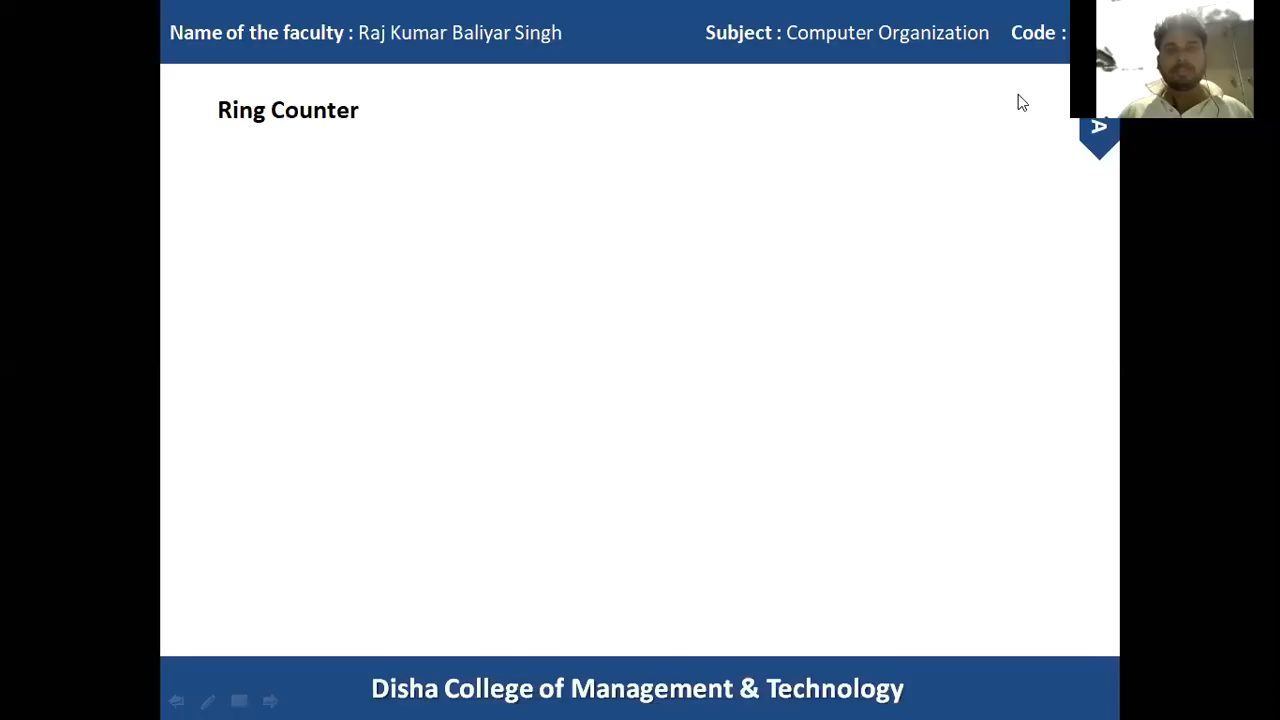 Name of the faculty : Raj Kumar Baliyar Singh Subject : Computer Organization Code :
A
Ring Counter
Disha College of Management & Technology